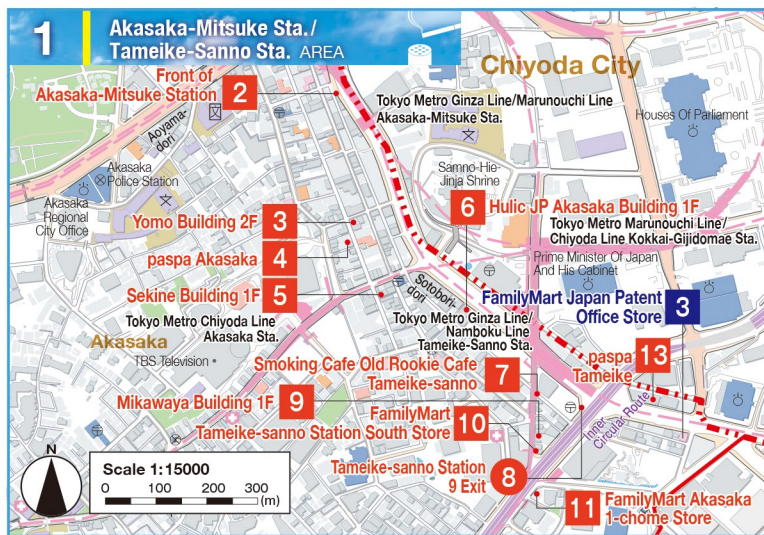 1
Akasaka-Mitsuke Sta./
Tameike-Sanno Sta. AREA
Chiyoda City
Front of
Akasaka-Mitsuke Station
2
Tokyo Metro Ginza Line/Marunouchi Line
Akasaka-Mitsuke Sta.
Houses Of Parliament
Aoyama-
dori
Akasaka
Police Station
Akasaka
Regional
City Office
Sanno-Hie-
Jinja Shrine
6
Hulic JP Akasaka Building 1F
Yomo Building 2F
3
Tokyo Metro Marunouchi Line/
Chiyoda Line Kokkai-Gijidomae Sta.
paspa Akasaka
4
Prime Minister Of Japan
And His Cabinet
Sekine Building 1F
5
Sotobori-
dori
FamilyMart Japan Patent
Office Store
3
Tokyo Metro Chiyoda Line
Akasaka Sta.
Tokyo Metro Ginza Line/
Namboku Line
Tameike-Sanno Sta.
Akasaka
TBS Television
Smoking Cafe Old Rookie Cafe
Tameike-sanno
7
paspa
Tameike
13
Mikawaya Building 1F
9
FamilyMart
Tameike-sanno Station South Store
10
Inner
Circular Route
Tameike-sanno Station
9 Exit
8
11
FamilyMart Akasaka
1-chome Store
N
Scale 1:15000
0 100 200 300
(m)